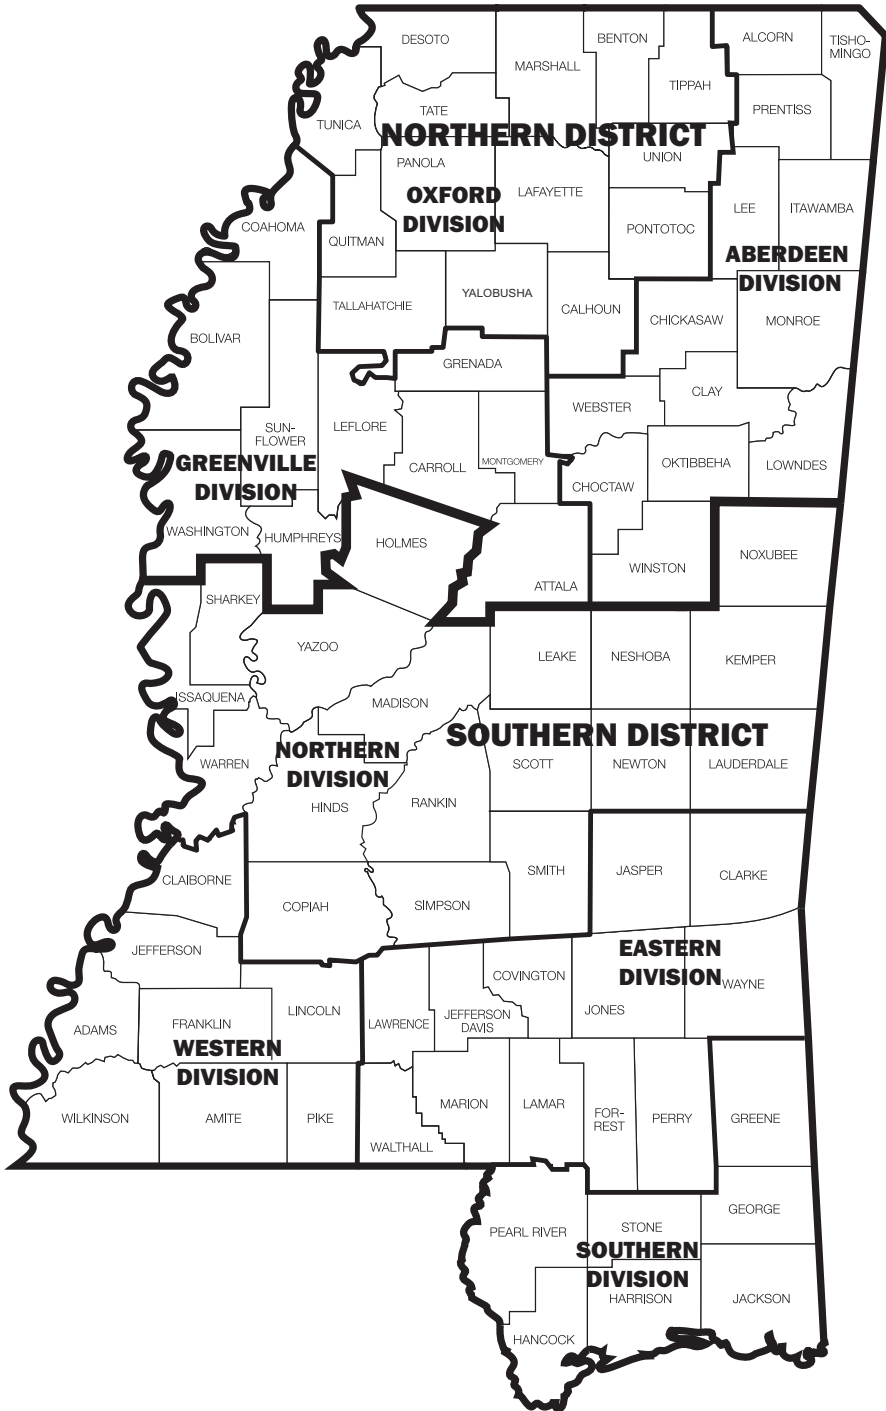 DESOTO
BENTON
ALCORN
TISHO-
MINGO
MARSHALL
TIPPAH
TUNICA
TATE
PRENTISS
NORTHERN DISTRICT
PANOLA
UNION
LAFAYETTE
OXFORD
DIVISION
LEE
ITAWAMBA
COAHOMA
QUITMAN
PONTOTOC
ABERDEEN
DIVISION
TALLAHATCHIE
YALOBUSHA
CALHOUN
CHICKASAW
MONROE
BOLIVAR
GRENADA
CLAY
WEBSTER
SUN-
FLOWER
LEFLORE
CARROLL
MONTGOMERY
OKTIBBEHA
LOWNDES
GREENVILLE
DIVISION
CHOCTAW
WASHINGTON
HUMPHREYS
HOLMES
NOXUBEE
WINSTON
ATTALA
SHARKEY
YAZOO
LEAKE
NESHOBA
KEMPER
ISSAQUENA
MADISON
SOUTHERN DISTRICT
NORTHERN
DIVISION
WARREN
SCOTT
NEWTON
LAUDERDALE
HINDS
RANKIN
CLAIBORNE
SMITH
JASPER
CLARKE
COPIAH
SIMPSON
JEFFERSON
EASTERN
DIVISION
COVINGTON
WAYNE
ADAMS
FRANKLIN
LINCOLN
LAWRENCE
JEFFERSON
DAVIS
JONES
WESTERN
DIVISION
WILKINSON
AMITE
PIKE
WALTHALL
MARION
LAMAR
FOR-
REST
PERRY
GREENE
PEARL RIVER
STONE
GEORGE
SOUTHERN
DIVISION
HARRISON
JACKSON
HANCOCK